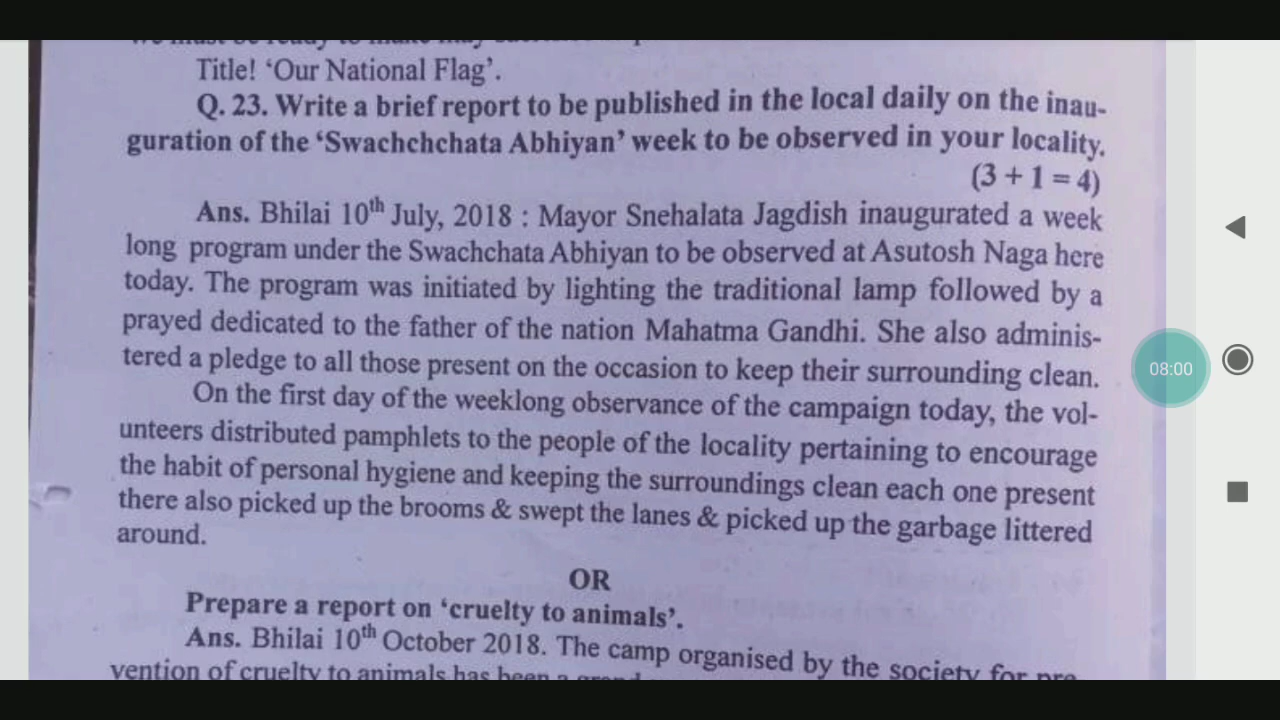 Title! ‘Our National Flag’.
Q. 23. Write a brief report to be published in the local daily on the inau-
guration of the ‘Swachchchata Abhiyan’ week to be observed in your locality.
(3 + 1 = 4)
Ans. Bhilai 10th July, 2018 : Mayor Snehalata Jagdish inaugurated a week
long program under the Swachchata Abhiyan to be observed at Asutosh Naga here
today. The program was initiated by lighting the traditional lamp followed by a
prayed dedicated to the father of the nation Mahatma Gandhi. She also adminis-
tered a pledge to all those present on the occasion to keep their surrounding clean.
On the first day of the weeklong observance of the campaign today, the vol-
unteers distributed pamphlets to the people of the locality pertaining to encourage
the habit of personal hygiene and keeping the surroundings clean each one present
there also picked up the brooms & swept the lanes & picked up the garbage littered
around.
OR
Prepare a report on ‘cruelty to animals’.
Ans. Bhilai 10th October 2018. The camp organised by the society for pre-
vention of cruelty to animals has been a
08:00